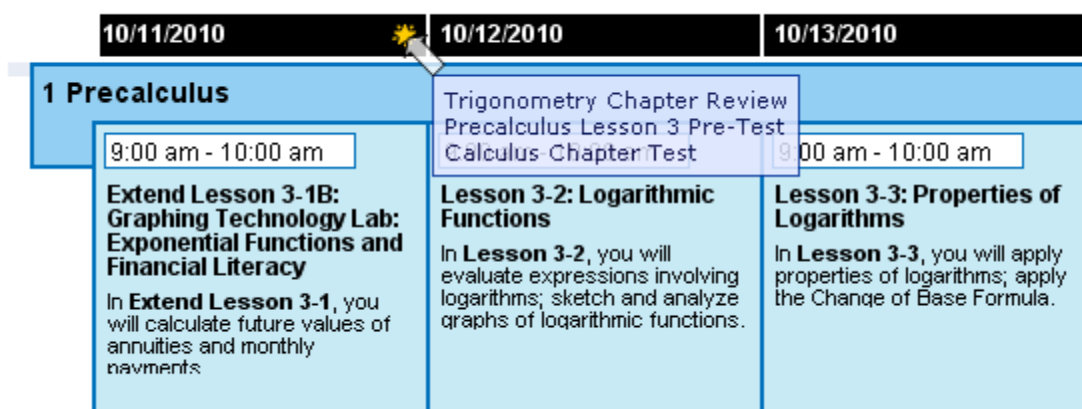 10/11/2010
10/12/2010
10/13/2010
1 Precalculus
Trigonometry Chapter Review
Precalculus Lesson 3 Pre-Test
Calculus Chapter Test
9:00 am - 10:00 am
9:00 am - 10:00 am
Extend Lesson 3-1B:
Graphing Technology Lab:
Exponential Functions and
Financial Literacy
In Extend Lesson 3-1, you
will calculate future values of
annuities and monthly
payments
Lesson 3-2: Logarithmic
Functions
In Lesson 3-2, you will
evaluate expressions involving
logarithms; sketch and analyze
graphs of logarithmic functions.
Lesson 3-3: Properties of
Logarithms
In Lesson 3-3, you will apply
properties of logarithms; apply
the Change of Base Formula.